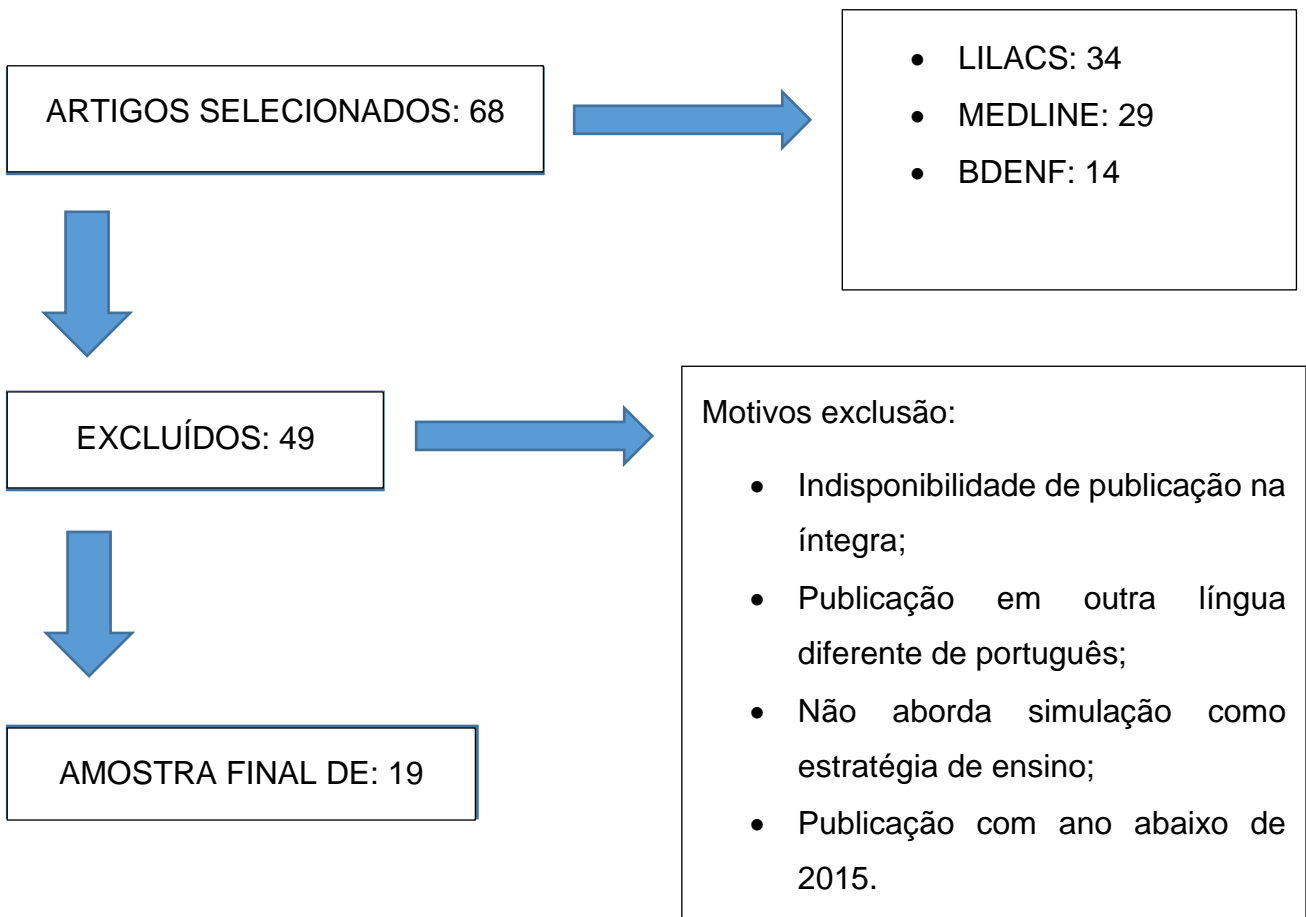 ARTIGOS SELECIONADOS: 68
• LILACS: 34
• MEDLINE: 29
• BDENF: 14
EXCLUÍDOS: 49
Motivos exclusão:
• Indisponibilidade de publicação na
íntegra;
• Publicação em outra língua
diferente de português;
• Não aborda simulação como
estratégia de ensino;
• Publicação com ano abaixo de
2015.
AMOSTRA FINAL DE: 19